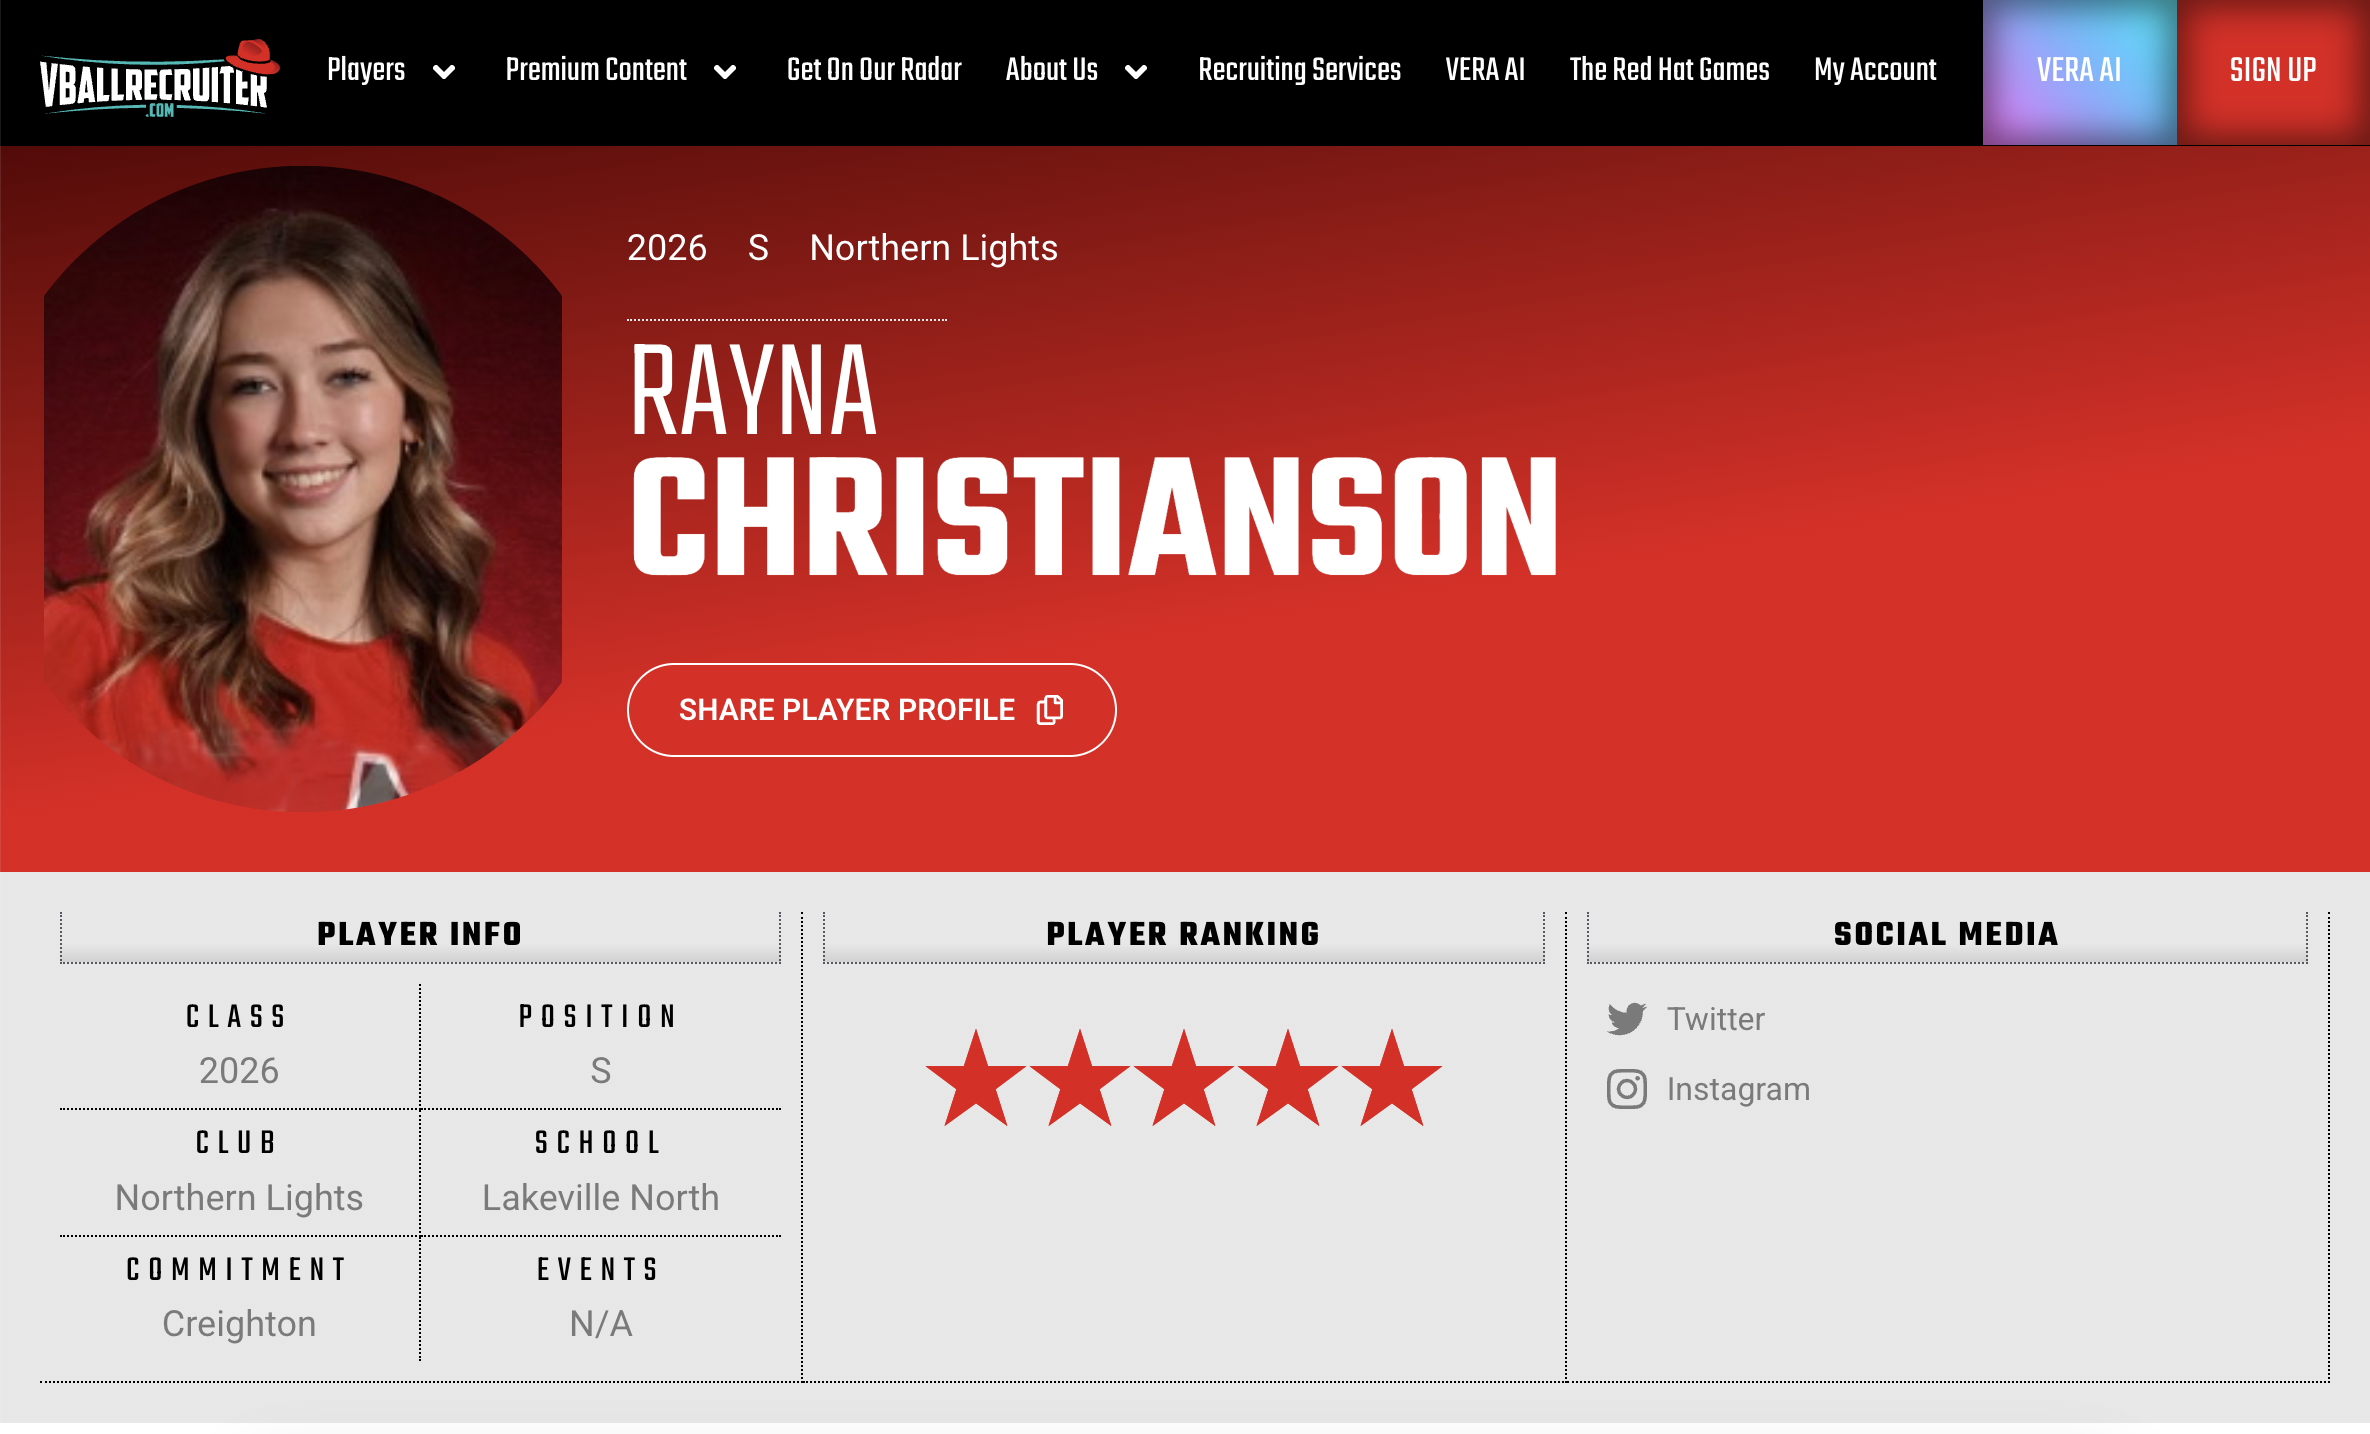 VBALLRECRUITER
.COM
Players
Premium Content
Get On Our Radar
About Us
Recruiting Services
VERA AI
The Red Hat Games
My Account
VERA AI
SIGN UP
2026 S Northern Lights
RAYNA
CHRISTIANSON
SHARE PLAYER PROFILE
PLAYER INFO
CLASS
2026
POSITION
S
CLUB
Northern Lights
SCHOOL
Lakeville North
COMMITMENT
Creighton
EVENTS
N/A
PLAYER RANKING
SOCIAL MEDIA
Twitter
Instagram